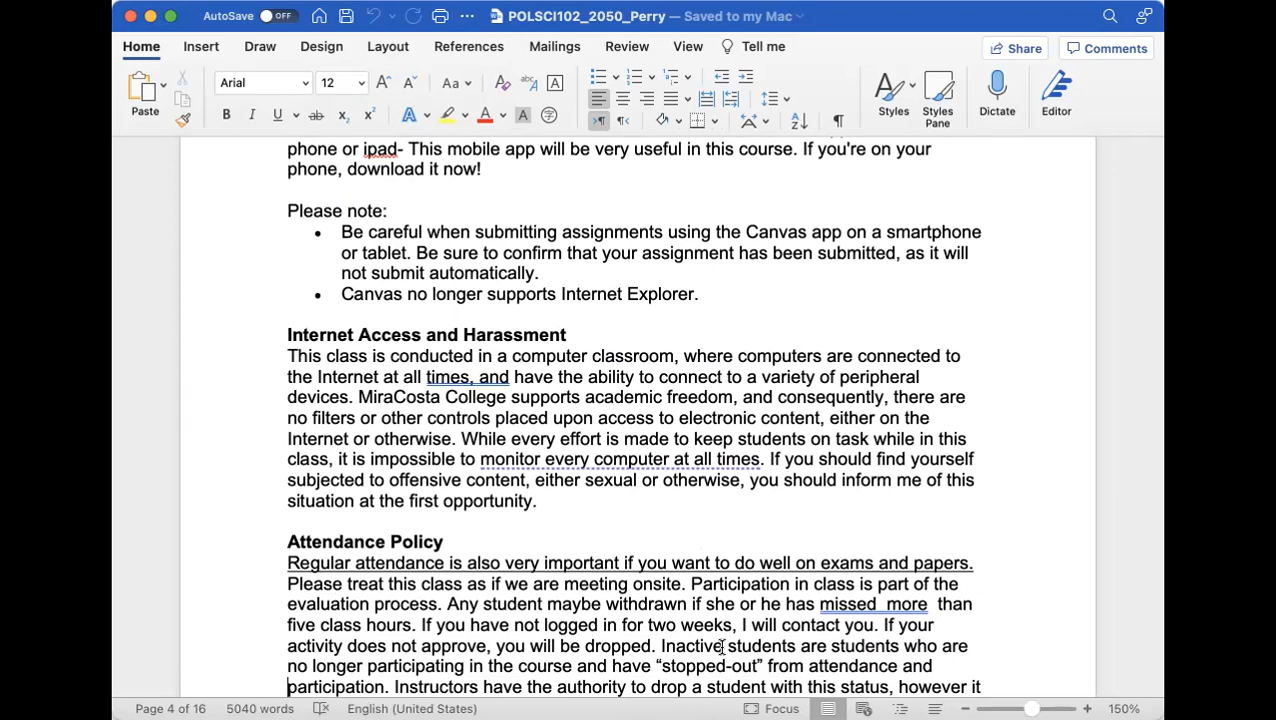 AutoSave OFF
POLSCI102_2050_Perry — Saved to my Mac
Home Insert Draw Design Layout References Mailings Review View Tell me
Share Comments
Arial 12 Aa
Paste Styles Styles Pane Dictate Editor
phone or ipad- This mobile app will be very useful in this course. If you're on your
phone, download it now!
Please note:
• Be careful when submitting assignments using the Canvas app on a smartphone
or tablet. Be sure to confirm that your assignment has been submitted, as it will
not submit automatically.
• Canvas no longer supports Internet Explorer.
Internet Access and Harassment
This class is conducted in a computer classroom, where computers are connected to
the Internet at all times, and have the ability to connect to a variety of peripheral
devices. MiraCosta College supports academic freedom, and consequently, there are
no filters or other controls placed upon access to electronic content, either on the
Internet or otherwise. While every effort is made to keep students on task while in this
class, it is impossible to monitor every computer at all times. If you should find yourself
subjected to offensive content, either sexual or otherwise, you should inform me of this
situation at the first opportunity.
Attendance Policy
Regular attendance is also very important if you want to do well on exams and papers.
Please treat this class as if we are meeting onsite. Participation in class is part of the
evaluation process. Any student maybe withdrawn if she or he has missed  more  than
five class hours. If you have not logged in for two weeks, I will contact you. If your
activity does not approve, you will be dropped. Inactive students are students who are
no longer participating in the course and have “stopped-out” from attendance and
participation. Instructors have the authority to drop a student with this status, however it
Page 4 of 16 5040 words English (United States) Focus 150%